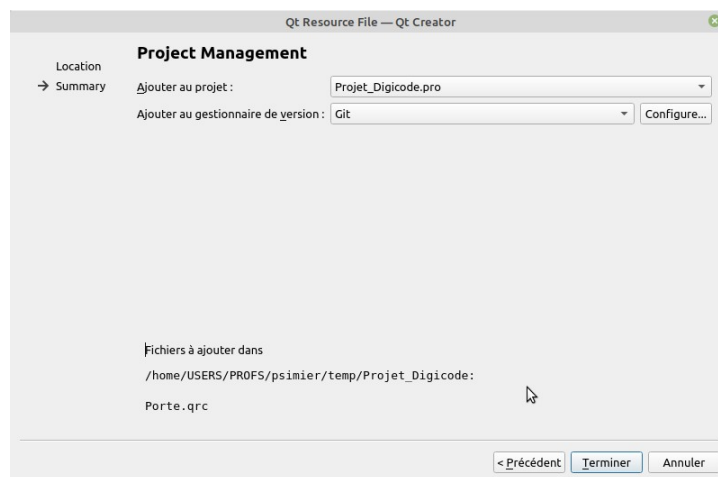 Qt Resource File — Qt Creator
Project Management
Location
Summary
Ajouter au projet :
Projet_Digicode.pro
Ajouter au gestionnaire de version :
Git
Configure...
Fichiers à ajouter dans
/home/USERS/PROFS/psimier/temp/Projet_Digicode:
Porte.qrc
< Précédent
Terminer
Annuler